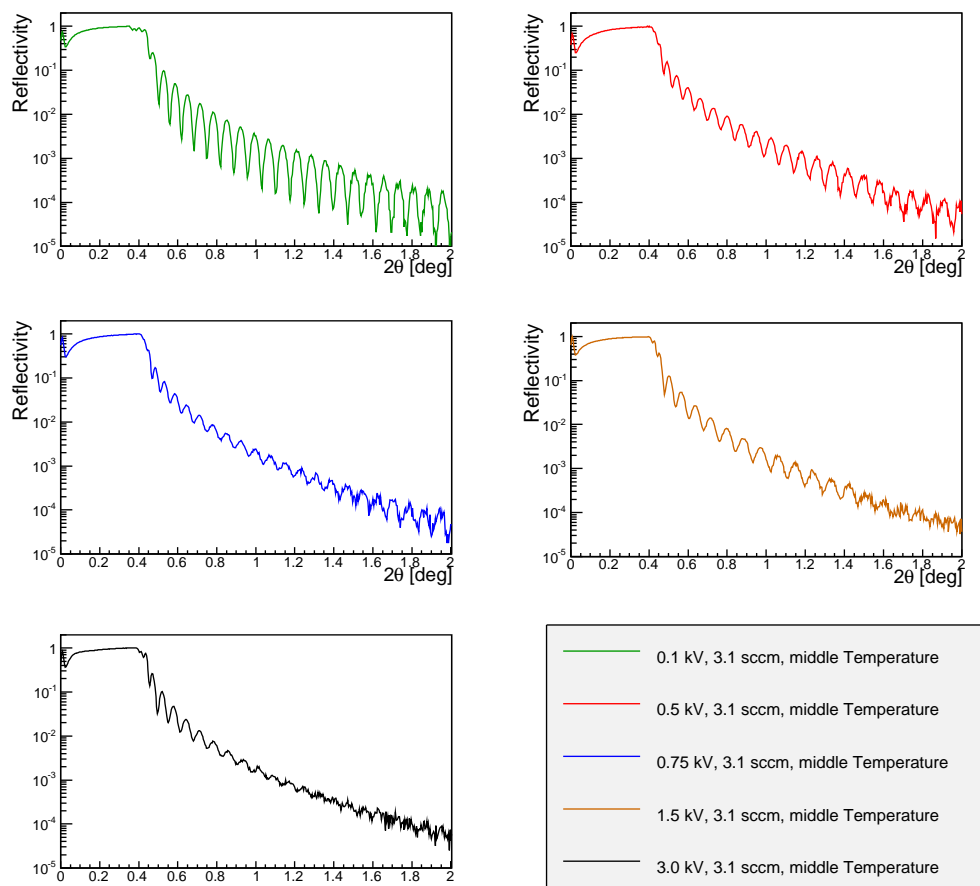 Reflectivity
1
10⁻¹
10⁻²
10⁻³
10⁻⁴
10⁻⁵
0 0.2 0.4 0.6 0.8 1 1.2 1.4 1.6 1.8 2
2θ [deg]
Reflectivity
1
10⁻¹
10⁻²
10⁻³
10⁻⁴
10⁻⁵
0 0.2 0.4 0.6 0.8 1 1.2 1.4 1.6 1.8 2
2θ [deg]
Reflectivity
1
10⁻¹
10⁻²
10⁻³
10⁻⁴
10⁻⁵
0 0.2 0.4 0.6 0.8 1 1.2 1.4 1.6 1.8 2
2θ [deg]
Reflectivity
1
10⁻¹
10⁻²
10⁻³
10⁻⁴
10⁻⁵
0 0.2 0.4 0.6 0.8 1 1.2 1.4 1.6 1.8 2
2θ [deg]
Reflectivity
1
10⁻¹
10⁻²
10⁻³
10⁻⁴
10⁻⁵
0 0.2 0.4 0.6 0.8 1 1.2 1.4 1.6 1.8 2
2θ [deg]
0.1 kV, 3.1 sccm, middle Temperature
0.5 kV, 3.1 sccm, middle Temperature
0.75 kV, 3.1 sccm, middle Temperature
1.5 kV, 3.1 sccm, middle Temperature
3.0 kV, 3.1 sccm, middle Temperature